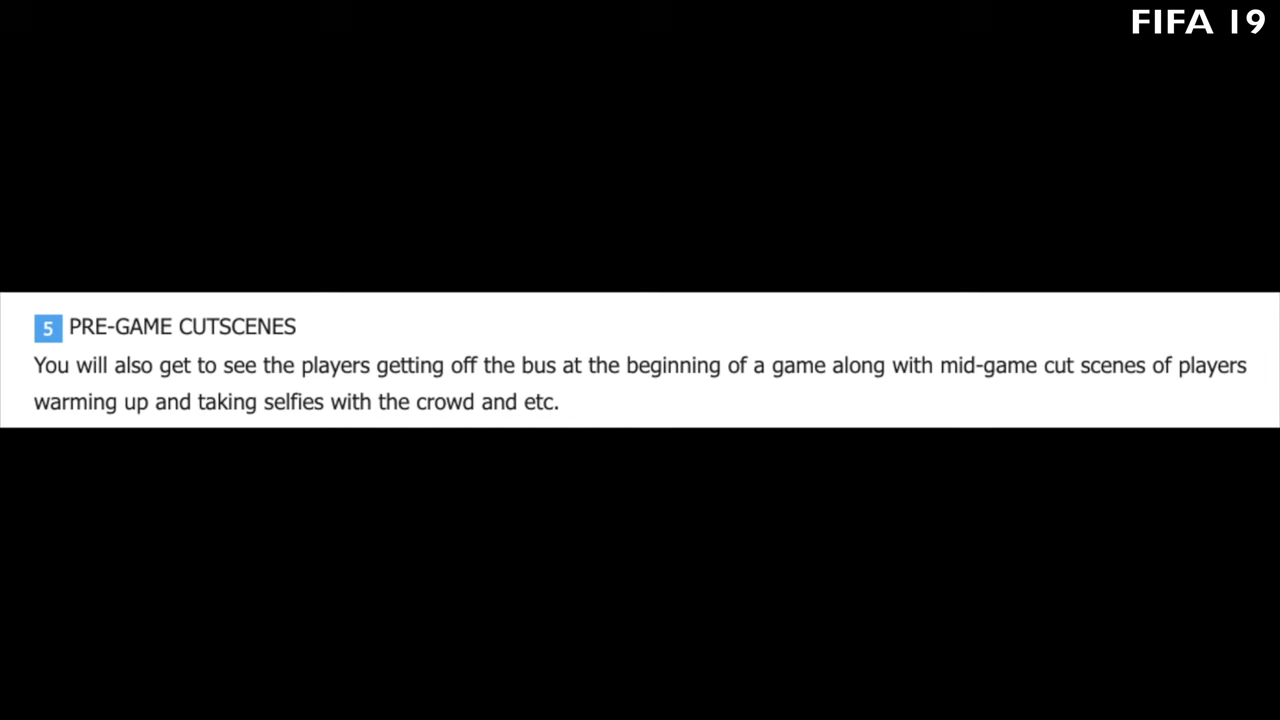 FIFA 19
5 PRE-GAME CUTSCENES
You will also get to see the players getting off the bus at the beginning of a game along with mid-game cut scenes of players
warming up and taking selfies with the crowd and etc.